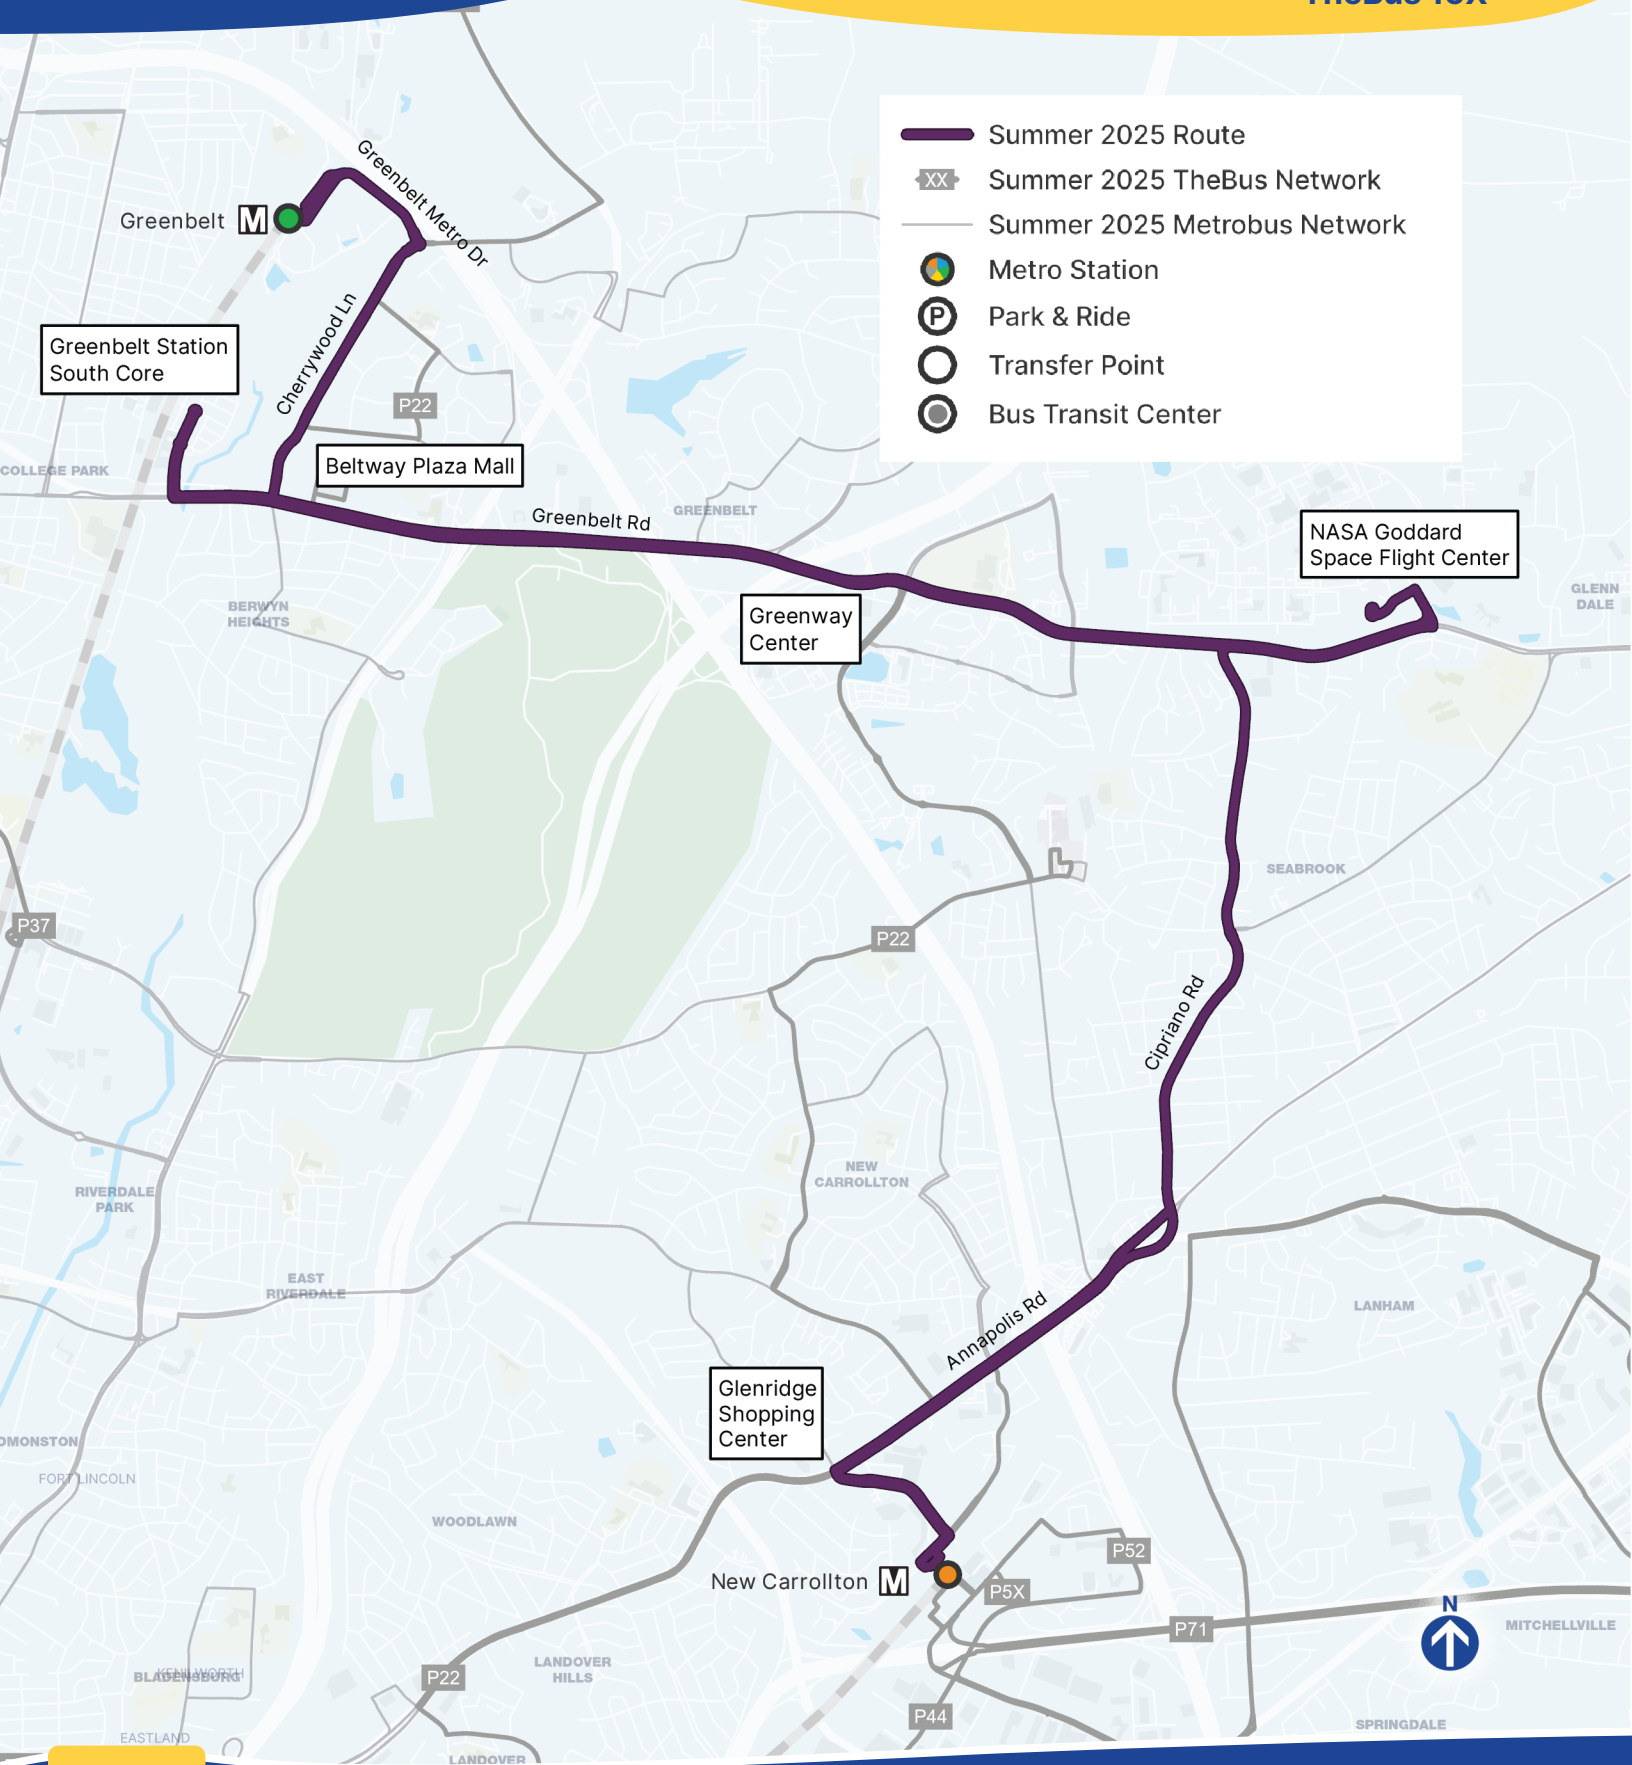 Summer 2025 Route
XX
Summer 2025 TheBus Network
Summer 2025 Metrobus Network
Metro Station
P
Park & Ride
Transfer Point
Bus Transit Center
Greenbelt Metro Dr
Greenbelt
M
Cherrywood Ln
Greenbelt Station
South Core
P22
COLLEGE PARK
Beltway Plaza Mall
Greenbelt Rd
GREENBELT
NASA Goddard
Space Flight Center
GLENN
DALE
BERWYN
HEIGHTS
Greenway
Center
SEABROOK
P37
P22
Cipriano Rd
NEW
CARROLLTON
RIVERDALE
PARK
EAST
RIVERDALE
LANHAM
Annapolis Rd
Glenridge
Shopping
Center
DMONSTON
FORT LINCOLN
WOODLAWN
P52
New Carrollton
M
P5X
N
P71
MITCHELLVILLE
LANDOVER
HILLS
KENILWORTH
BLADENSBURG
P22
P44
SPRINGDALE
EASTLAND
LANDOVER